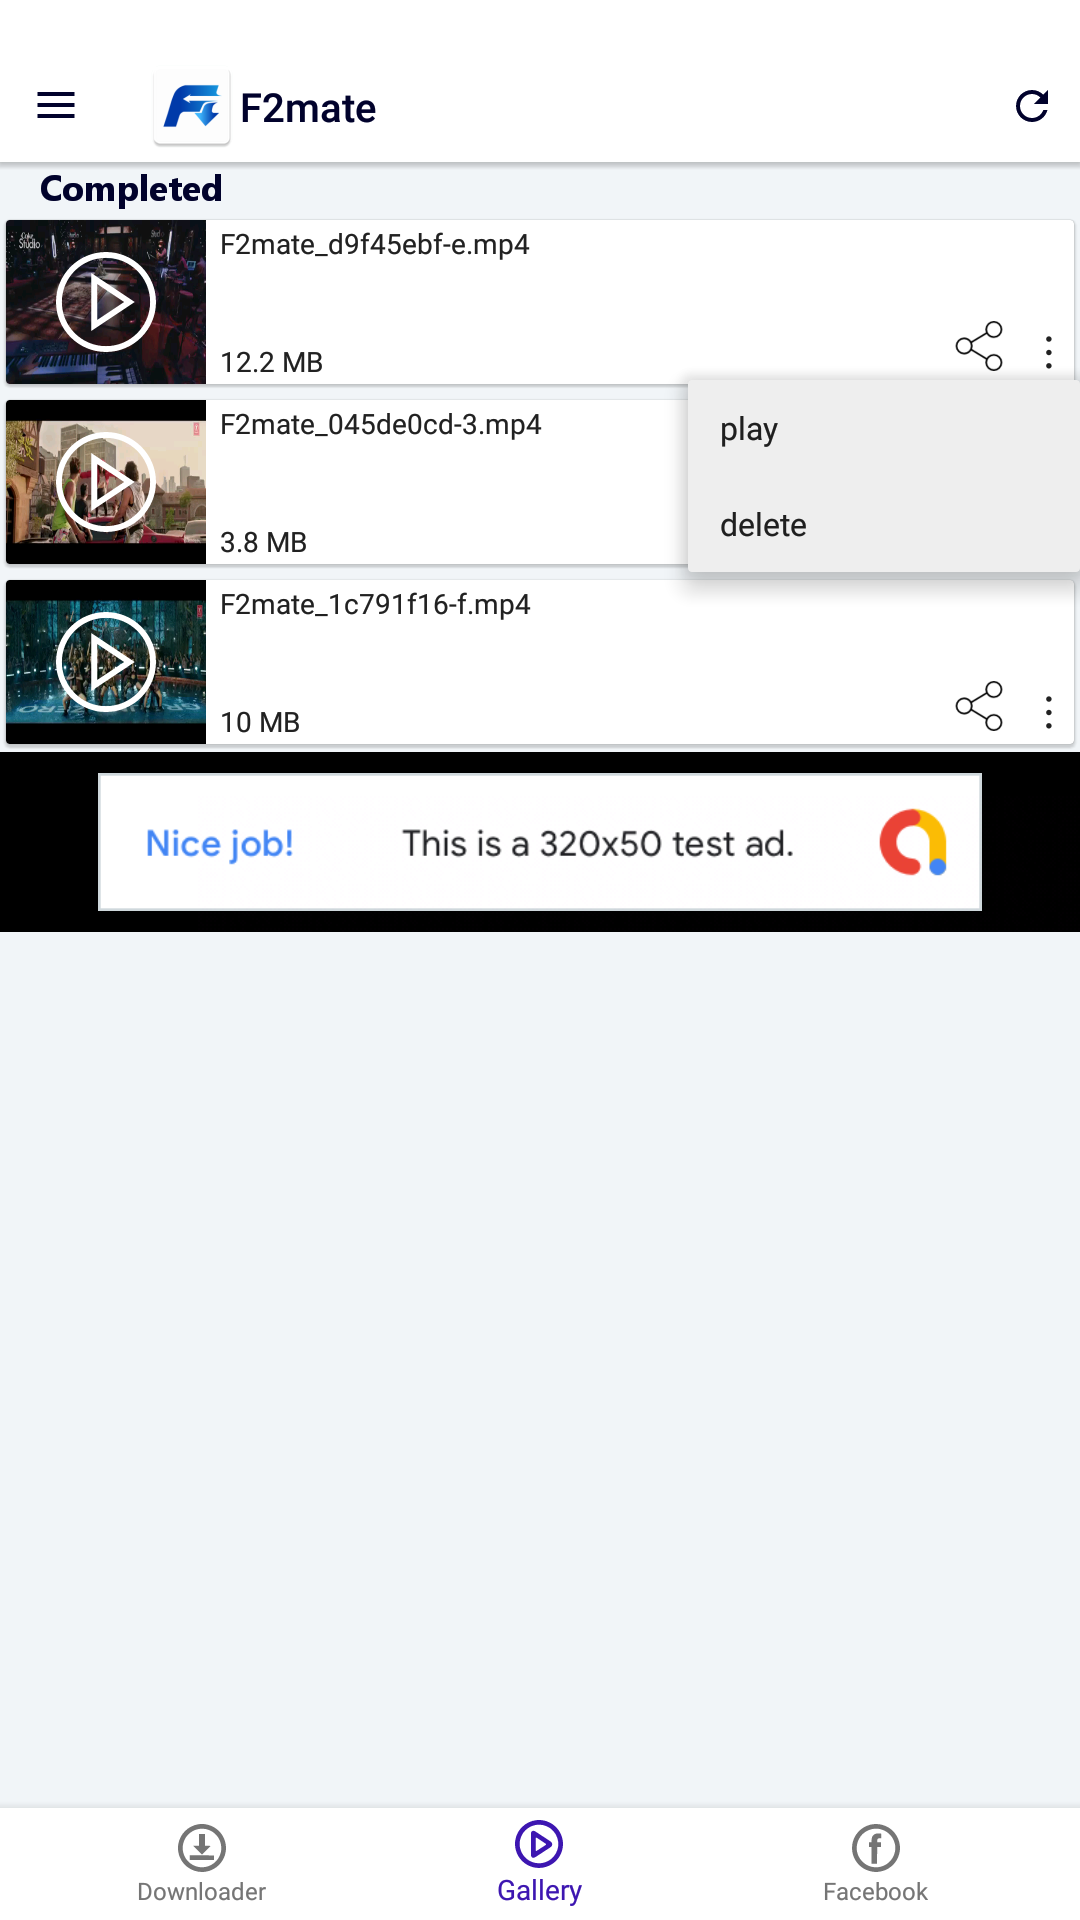 F2mate
Completed
F2mate_d9f45ebf-e.mp4
12.2 MB
F2mate_045de0cd-3.mp4
3.8 MB
play
delete
F2mate_1c791f16-f.mp4
10 MB
Nice job!
This is a 320x50 test ad.
Downloader
Gallery
Facebook